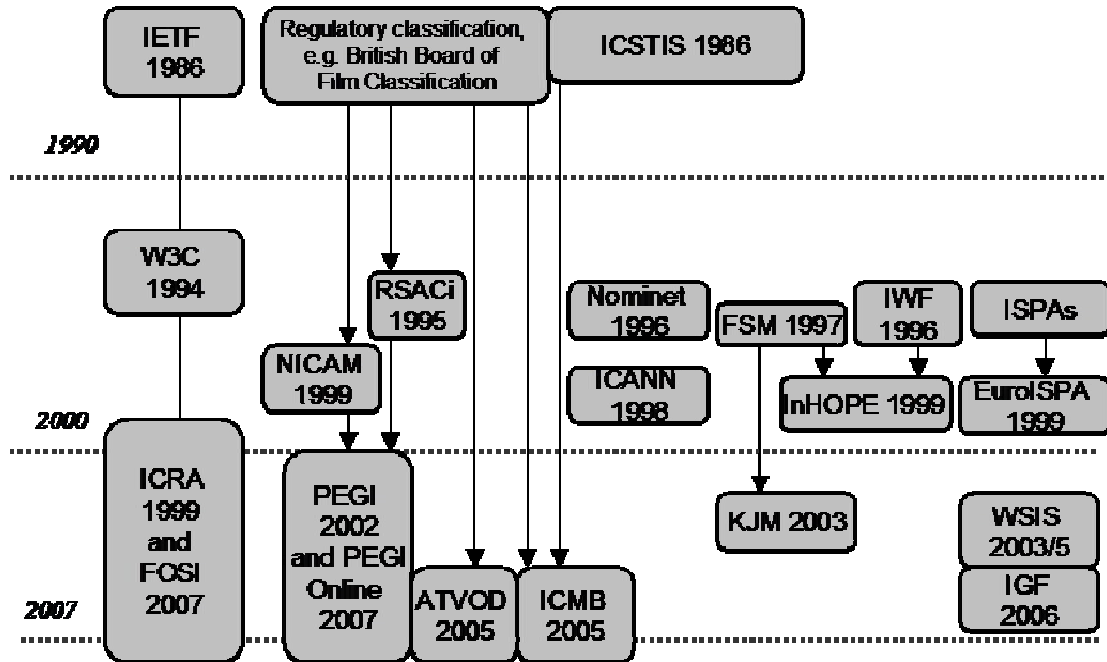 IETF
1986
Regulatory classification,
e.g. British Board of
Film Classification
ICSTIS 1986
1990
W3C
1994
RSACi
1995
NICAM
1999
Nominet
1996
ICANN
1998
FSM 1997
IWF
1996
ISPAs
InHOPE 1999
EuroISPA
1999
2000
ICRA
1999
and
FOSI
2007
PEGI
2002
and PEGI
Online
2007
ATVOD
2005
ICMB
2005
KJM 2003
WSIS
2003/5
IGF
2006
2007